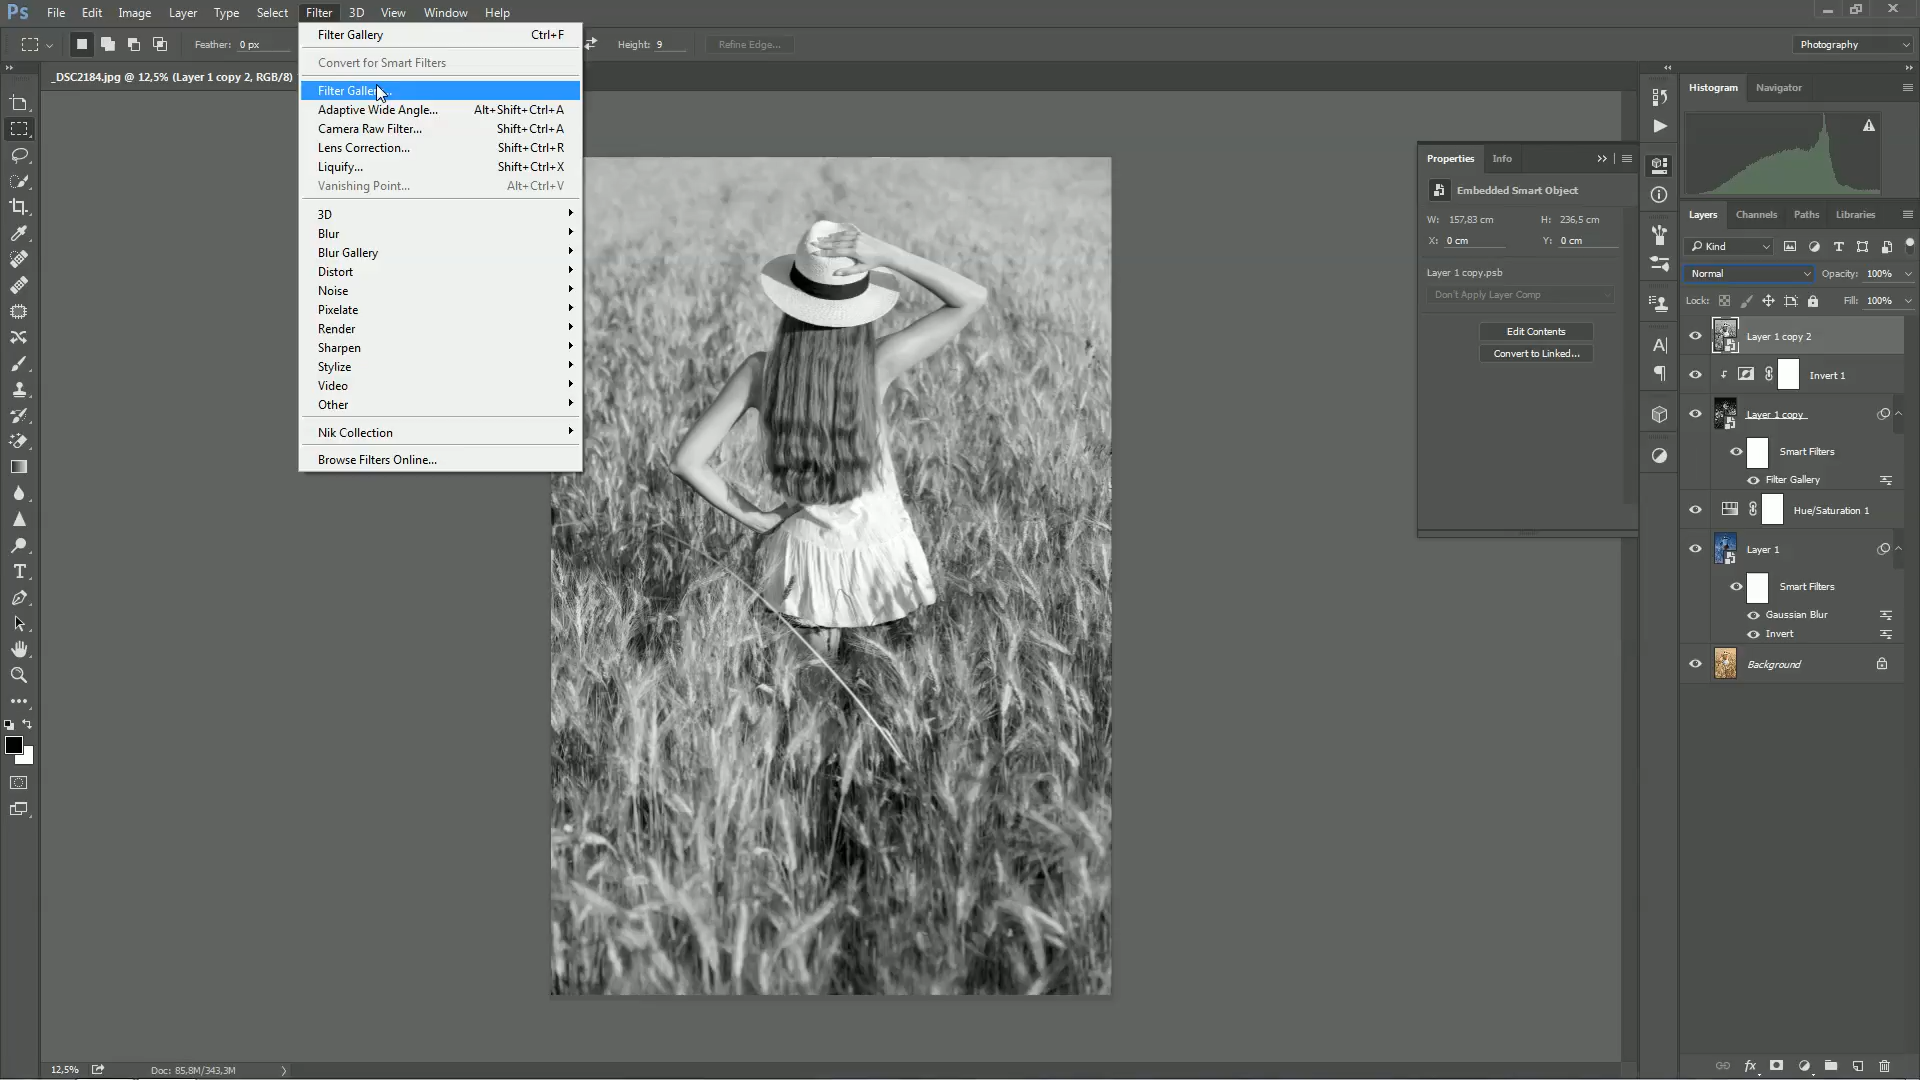 Ps File Edit Image Layer Type Select Filter 3D View Window Help
Feather: 0 px Height: 9 Refine Edge... Photography
_DSC2184.jpg @ 12,5% (Layer 1 copy 2, RGB/8)
Filter Gallery Ctrl+F
Convert for Smart Filters
Filter Galler...
Adaptive Wide Angle... Alt+Shift+Ctrl+A
Camera Raw Filter... Shift+Ctrl+A
Lens Correction... Shift+Ctrl+R
Liquify... Shift+Ctrl+X
Vanishing Point... Alt+Ctrl+V
3D
Blur
Blur Gallery
Distort
Noise
Pixelate
Render
Sharpen
Stylize
Video
Other
Nik Collection
Browse Filters Online...
Properties Info
Embedded Smart Object
W: 157,83 cm H: 236,5 cm
X: 0 cm Y: 0 cm
Layer 1 copy.psb
Don't Apply Layer Comp
Edit Contents
Convert to Linked...
Histogram Navigator
Layers Channels Paths Libraries
Kind
Normal Opacity: 100%
Lock: Fill: 100%
Layer 1 copy 2
Invert 1
Layer 1 copy
Smart Filters
Filter Gallery
Hue/Saturation 1
Layer 1
Smart Filters
Gaussian Blur
Invert
Background
12,5% Doc: 85,8M/343,3M